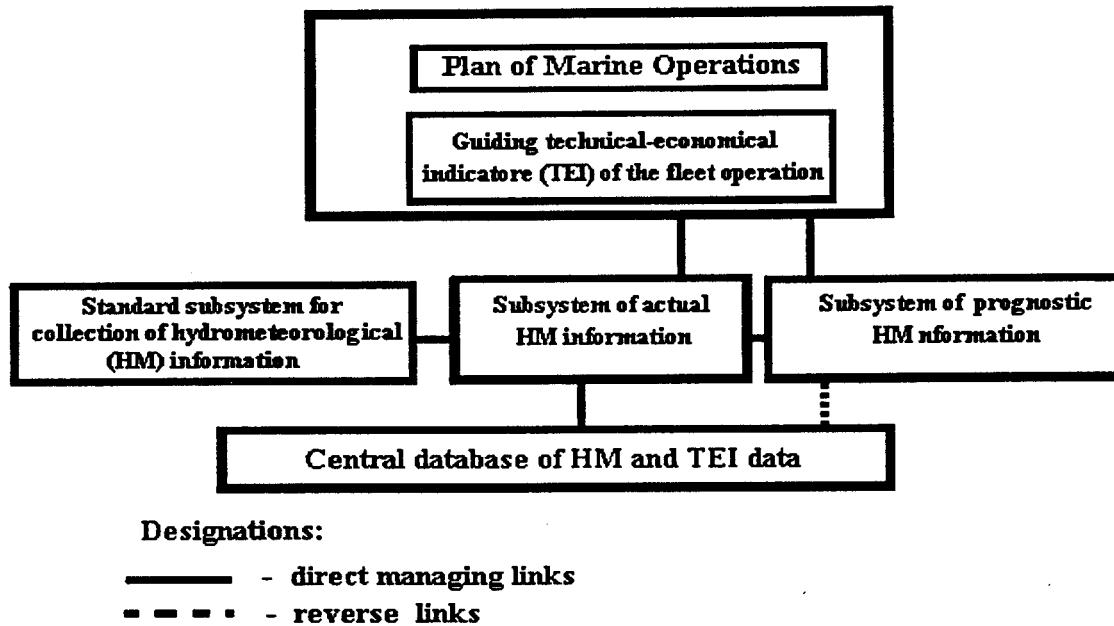 Plan of Marine Operations
Guiding technical-economical
indicatore (TEI) of the fleet operation
Standard subsystem for
collection of hydrometeorological
(HM) information
Subsystem of actual
HM information
Subsystem of prognostic
HM nformation
Central database of HM and TEI data
Designations:
- direct managing links
- reverse links